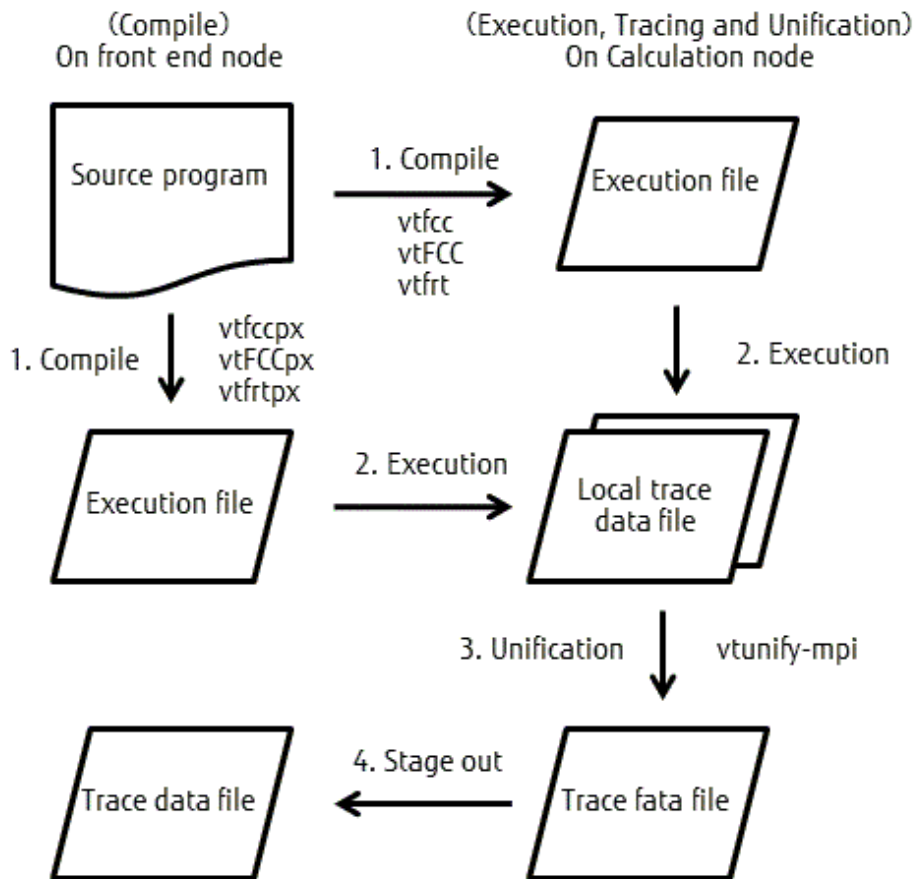 (Compile)
On front end node
(Execution, Tracing and Unification)
On Calculation node
Source program
1. Compile
vtfcc
vtFCC
vtfrt
Execution file
1. Compile
vtfccpx
vtFCCpx
vtfrtpx
2. Execution
Execution file
2. Execution
Local trace
data file
3. Unification
vtunify-mpi
Trace data file
4. Stage out
Trace fata file